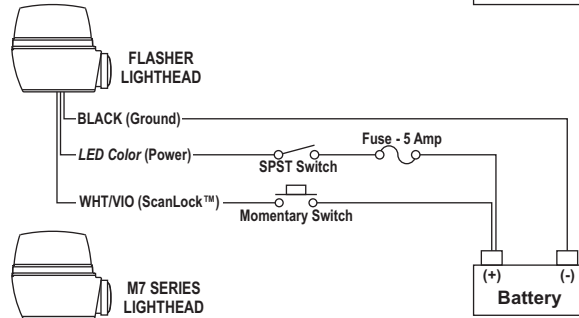 FLASHER
LIGHTHEAD
BLACK (Ground)
LED Color (Power)
SPST Switch
Fuse - 5 Amp
WHT/VIO (ScanLock™)
Momentary Switch
M7 SERIES
LIGHTHEAD
(+) (-)
Battery